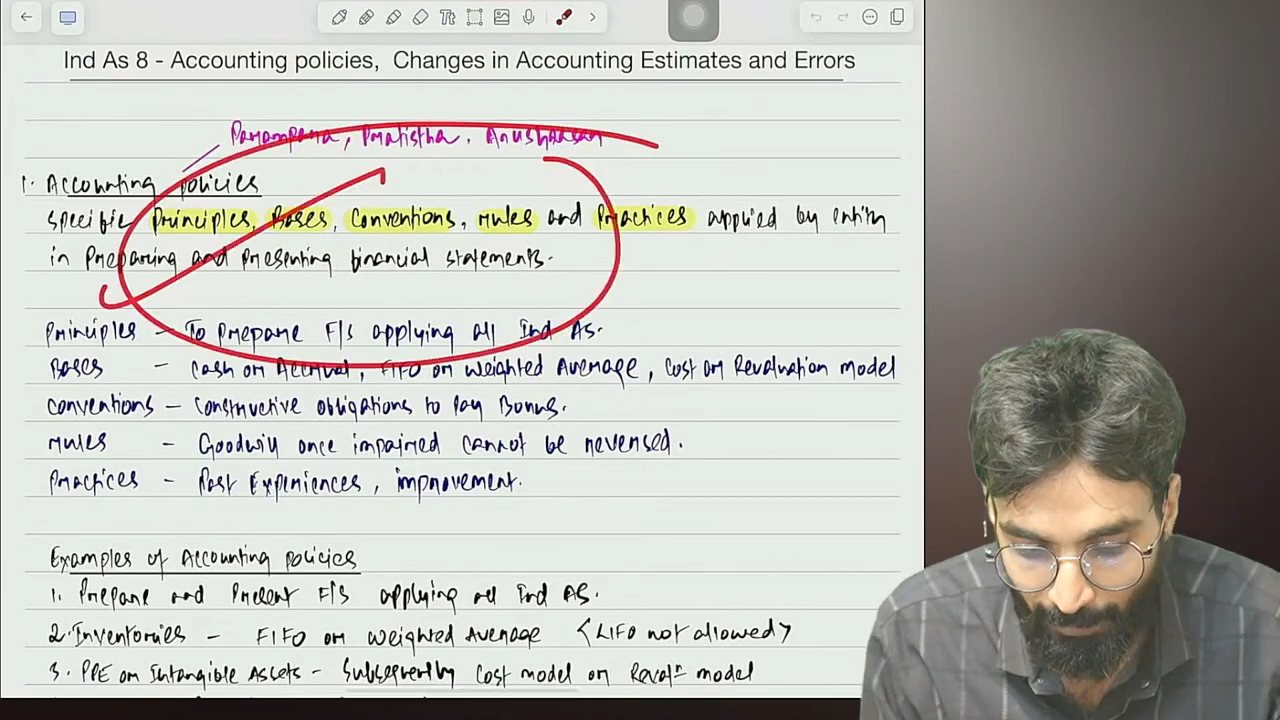 Ind As 8 - Accounting policies, Changes in Accounting Estimates and Errors
Parampara, Pratistha, Anushaasan
1. Accounting policies
specific Principles, Bases, Conventions, rules and Practices applied by entity
in Preparing and Presenting financial statements.
Principles - To prepare F/s applying all Ind As.
Bases - Cash or Accrual, FIFO or Weighted Average, Cost or Revaluation model
Conventions - Constructive obligations to Pay Bonus.
Rules - Goodwill once impaired cannot be reversed.
Practices - Past Experiences, improvement.
Examples of Accounting policies
1. Prepare and Present F/s applying all Ind AS.
2. Inventories - FIFO or Weighted Average <LIFO not allowed>
3. PPE or Intangible Assets - Subsequently Cost model or Revalⁿ model